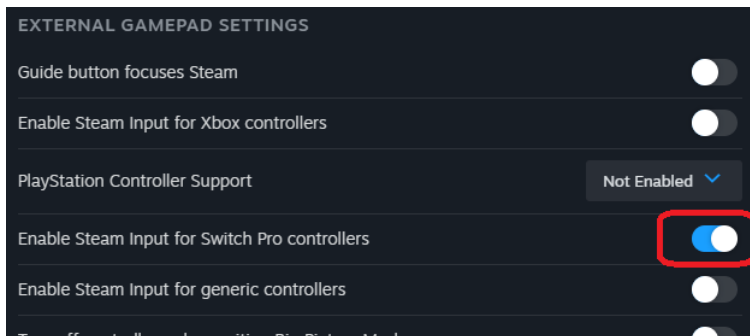 EXTERNAL GAMEPAD SETTINGS
Guide button focuses Steam
Enable Steam Input for Xbox controllers
PlayStation Controller Support
Not Enabled
Enable Steam Input for Switch Pro controllers
Enable Steam Input for generic controllers